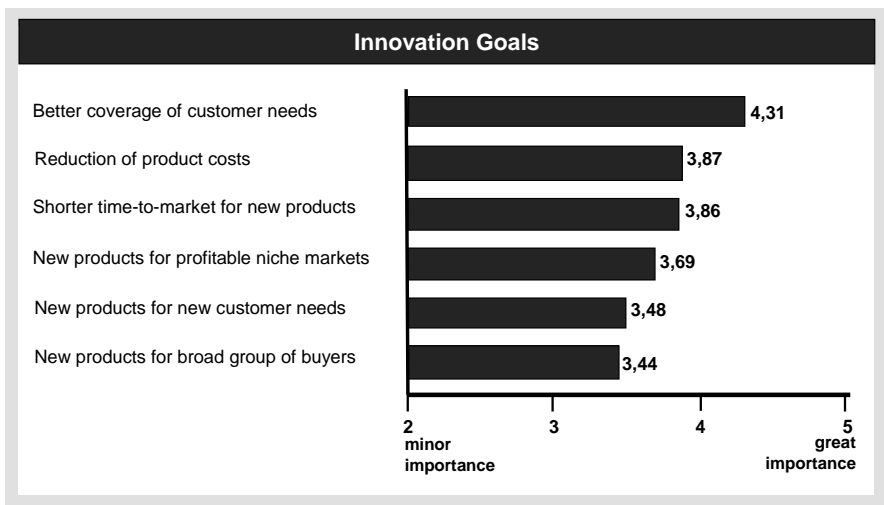 Innovation Goals
Better coverage of customer needs
4,31
Reduction of product costs
3,87
Shorter time-to-market for new products
3,86
New products for profitable niche markets
3,69
New products for new customer needs
3,48
New products for broad group of buyers
3,44
2 3 4 5
minor importance
great importance